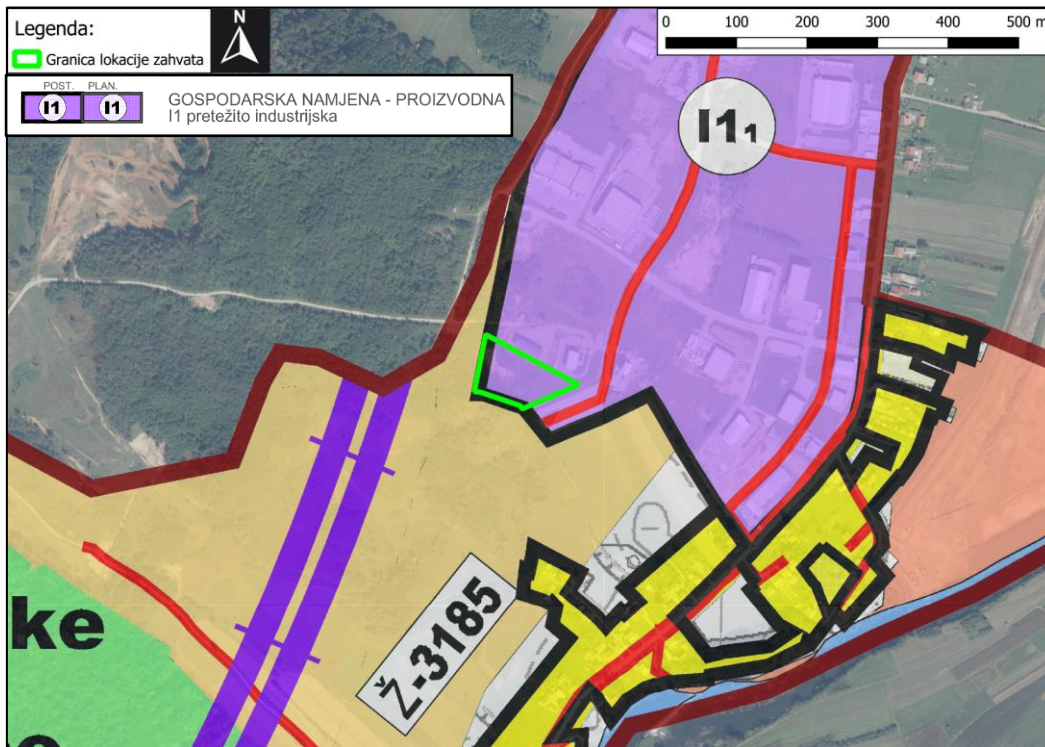 Legenda:
Granica lokacije zahvata
N
0 100 200 300 400 500 m
POST. PLAN.
I1 I1
GOSPODARSKA NAMJENA - PROIZVODNA
I1 pretežito industrijska
I1₁
Ž-3185
ke